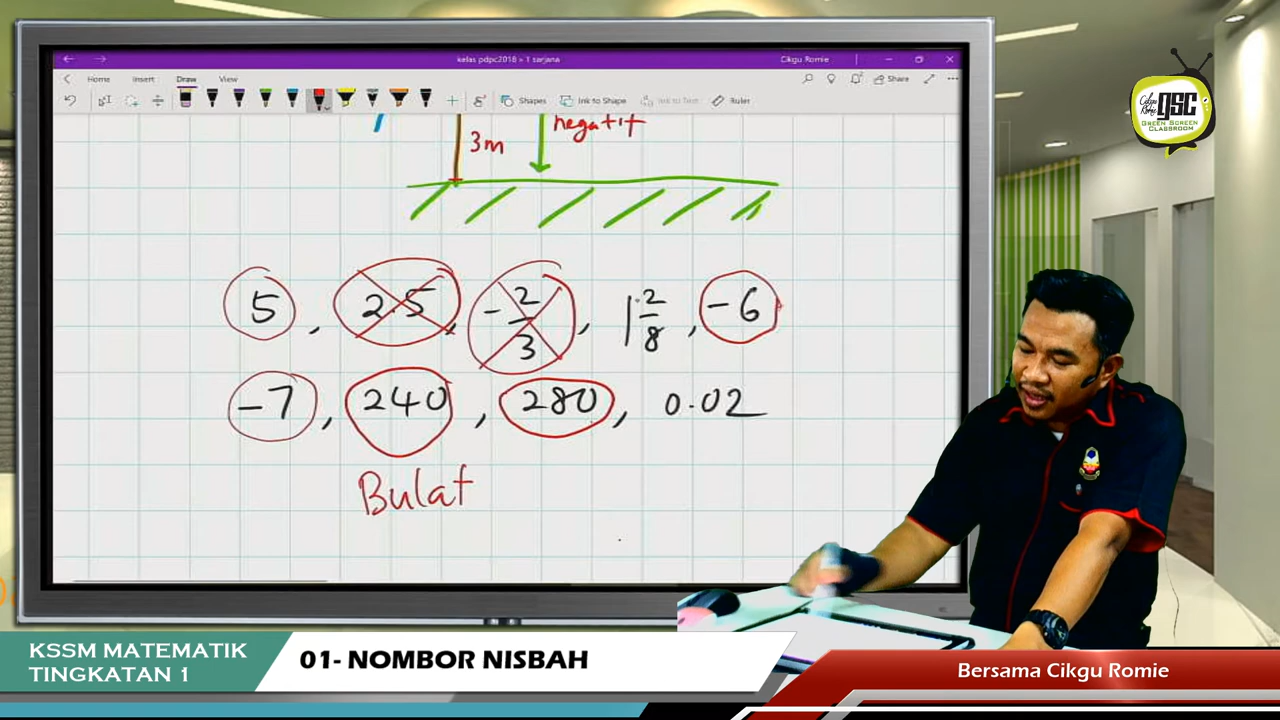 kelas pdpc2018 » 1 sarjana
Cikgu Romie
Home Insert Draw View
Share
Shapes Ink to Shape Ink to Text Ruler
3m
negatif
5, 2.5, -2/3, 1 2/8, -6
-7, 240, 280, 0.02
Bulat
Cikgu Romie GSC
GREEN SCREEN
CLASSROOM
KSSM MATEMATIK
TINGKATAN 1
01- NOMBOR NISBAH
Bersama Cikgu Romie